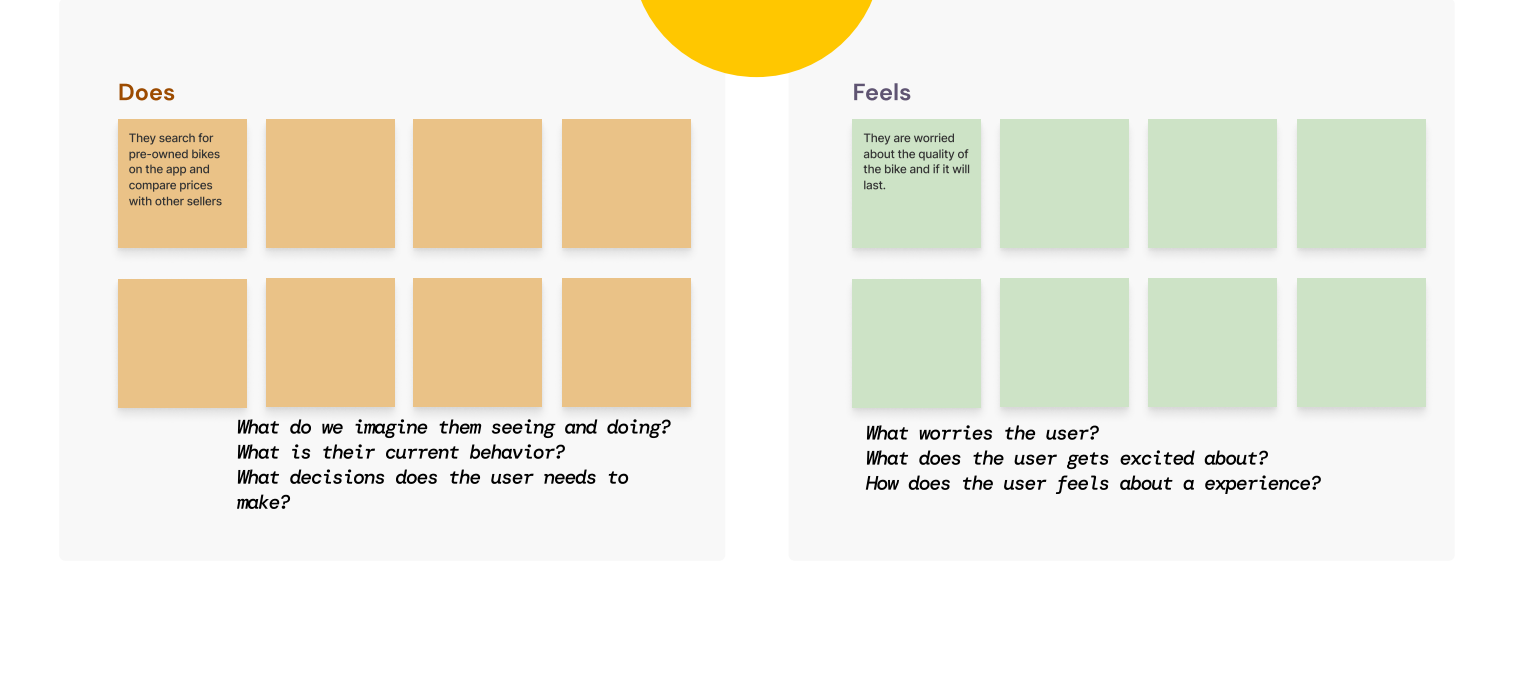 Does
They search for
pre-owned bikes
on the app and
compare prices
with other sellers
What do we imagine them seeing and doing?
What is their current behavior?
What decisions does the user needs to
make?
Feels
They are worried
about the quality of
the bike and if it will
last.
What worries the user?
What does the user gets excited about?
How does the user feels about a experience?